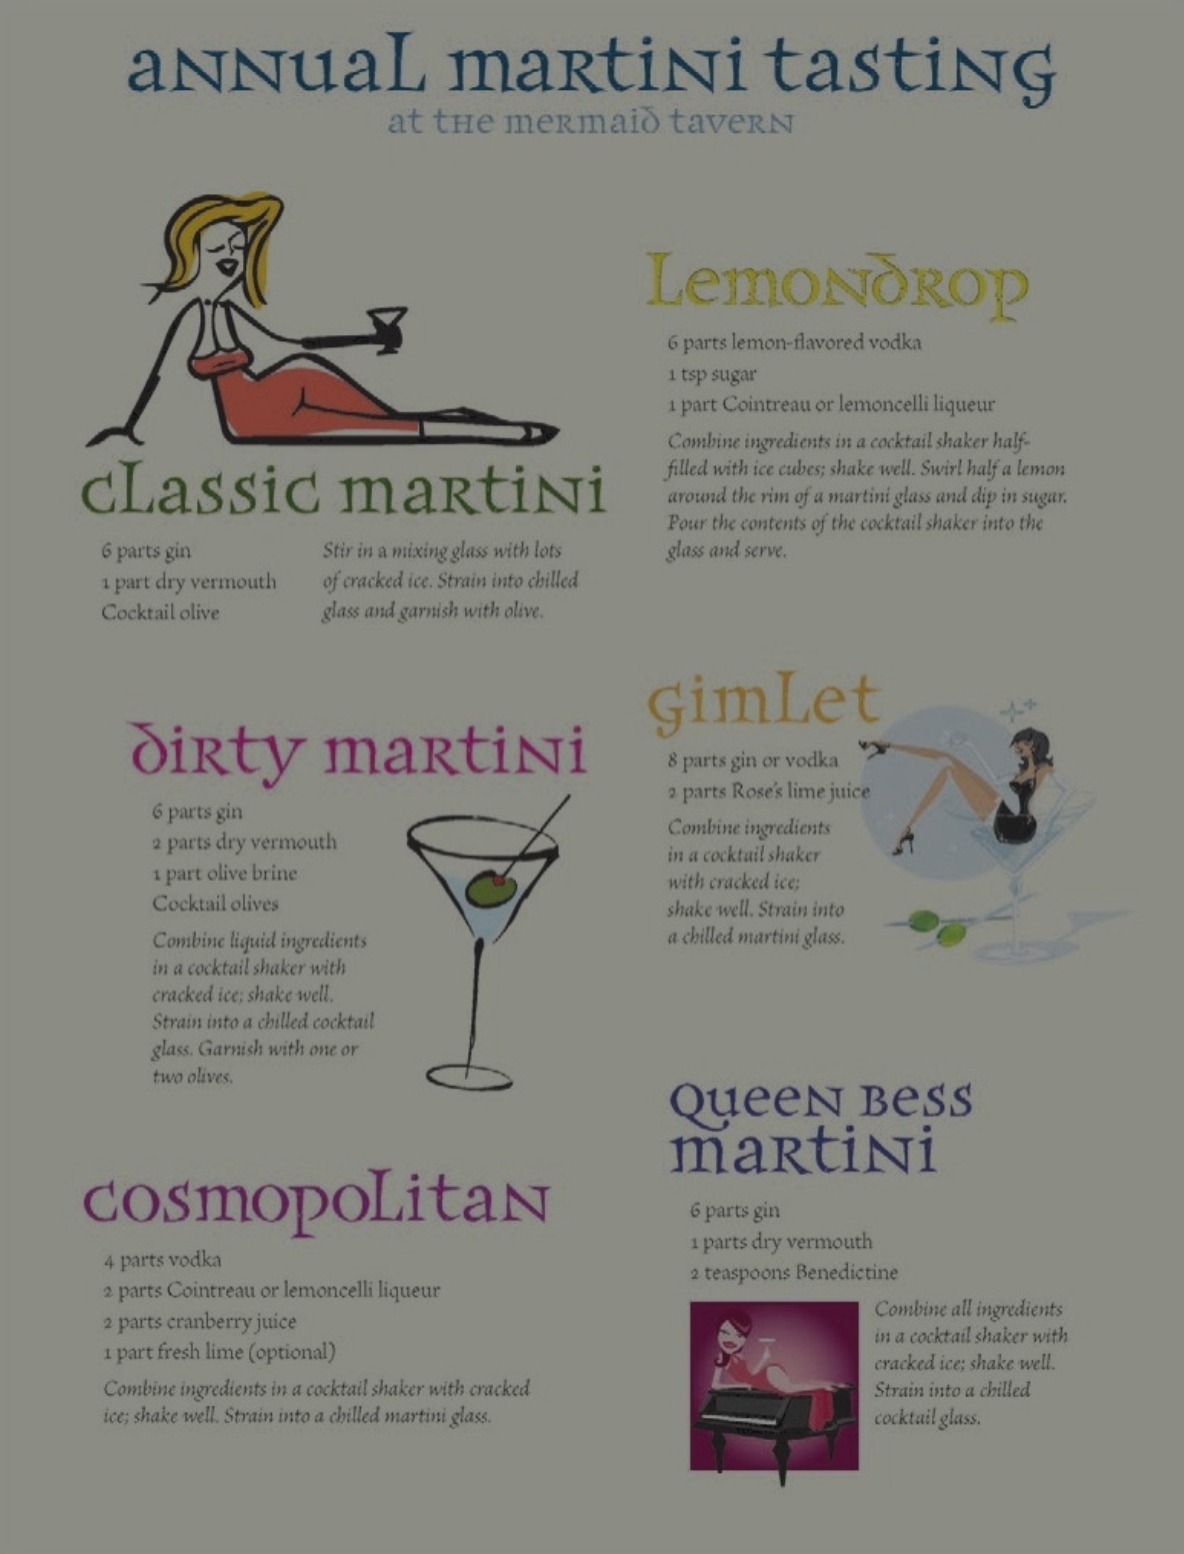 annual martini tasting
at the mermaid tavern
classic martini
6 parts gin
1 part dry vermouth
Cocktail olive
Stir in a mixing glass with lots
of cracked ice. Strain into chilled
glass and garnish with olive.
dirty martini
6 parts gin
2 parts dry vermouth
1 part olive brine
Cocktail olives
Combine liquid ingredients
in a cocktail shaker with
cracked ice; shake well.
Strain into a chilled cocktail
glass. Garnish with one or
two olives.
cosmopolitan
4 parts vodka
2 parts Cointreau or lemoncelli liqueur
2 parts cranberry juice
1 part fresh lime (optional)
Combine ingredients in a cocktail shaker with cracked
ice; shake well. Strain into a chilled martini glass.
Lemondrop
6 parts lemon-flavored vodka
1 tsp sugar
1 part Cointreau or lemoncelli liqueur
Combine ingredients in a cocktail shaker half-
filled with ice cubes; shake well. Swirl half a lemon
around the rim of a martini glass and dip in sugar.
Pour the contents of the cocktail shaker into the
glass and serve.
gimlet
8 parts gin or vodka
2 parts Rose's lime juice
Combine ingredients
in a cocktail shaker
with cracked ice;
shake well. Strain into
a chilled martini glass.
Queen Bess
martini
6 parts gin
1 parts dry vermouth
2 teaspoons Benedictine
Combine all ingredients
in a cocktail shaker with
cracked ice; shake well.
Strain into a chilled
cocktail glass.